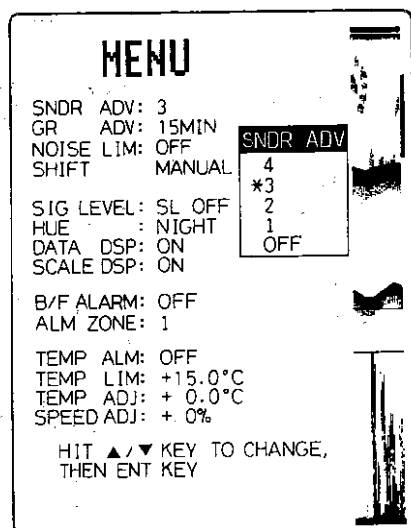 MENU
SNDR ADV: 3
GR ADV: 15MIN
NOISE LIM: OFF
SHIFT MANUAL
SNDR ADV
4
*3
2
1
OFF
SIG LEVEL: SL OFF
HUE : NIGHT
DATA DSP: ON
SCALE DSP: ON
B/F ALARM: OFF
ALM ZONE: 1
TEMP ALM: OFF
TEMP LIM: +15.0°C
TEMP ADJ: + 0.0°C
SPEED ADJ: + 0%
HIT ▲/▼ KEY TO CHANGE,
THEN ENT KEY